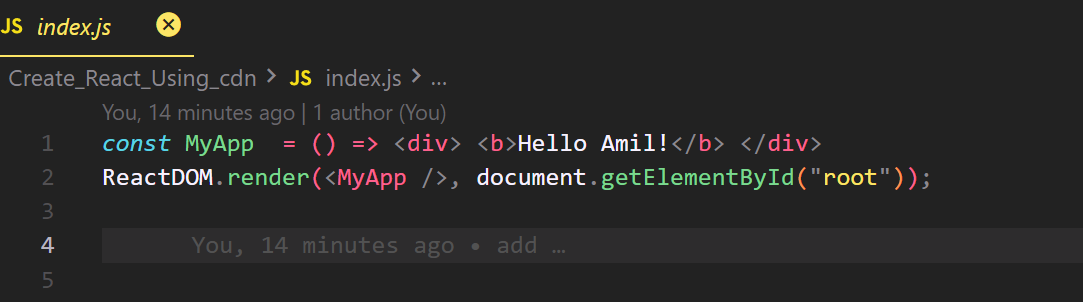 JS index.js
Create_React_Using_cdn > JS index.js > ...
You, 14 minutes ago | 1 author (You)
1 const MyApp  = () => <div> <b>Hello Amil!</b> </div>
2 ReactDOM.render(<MyApp />, document.getElementById("root"));
3
4 You, 14 minutes ago • add …
5